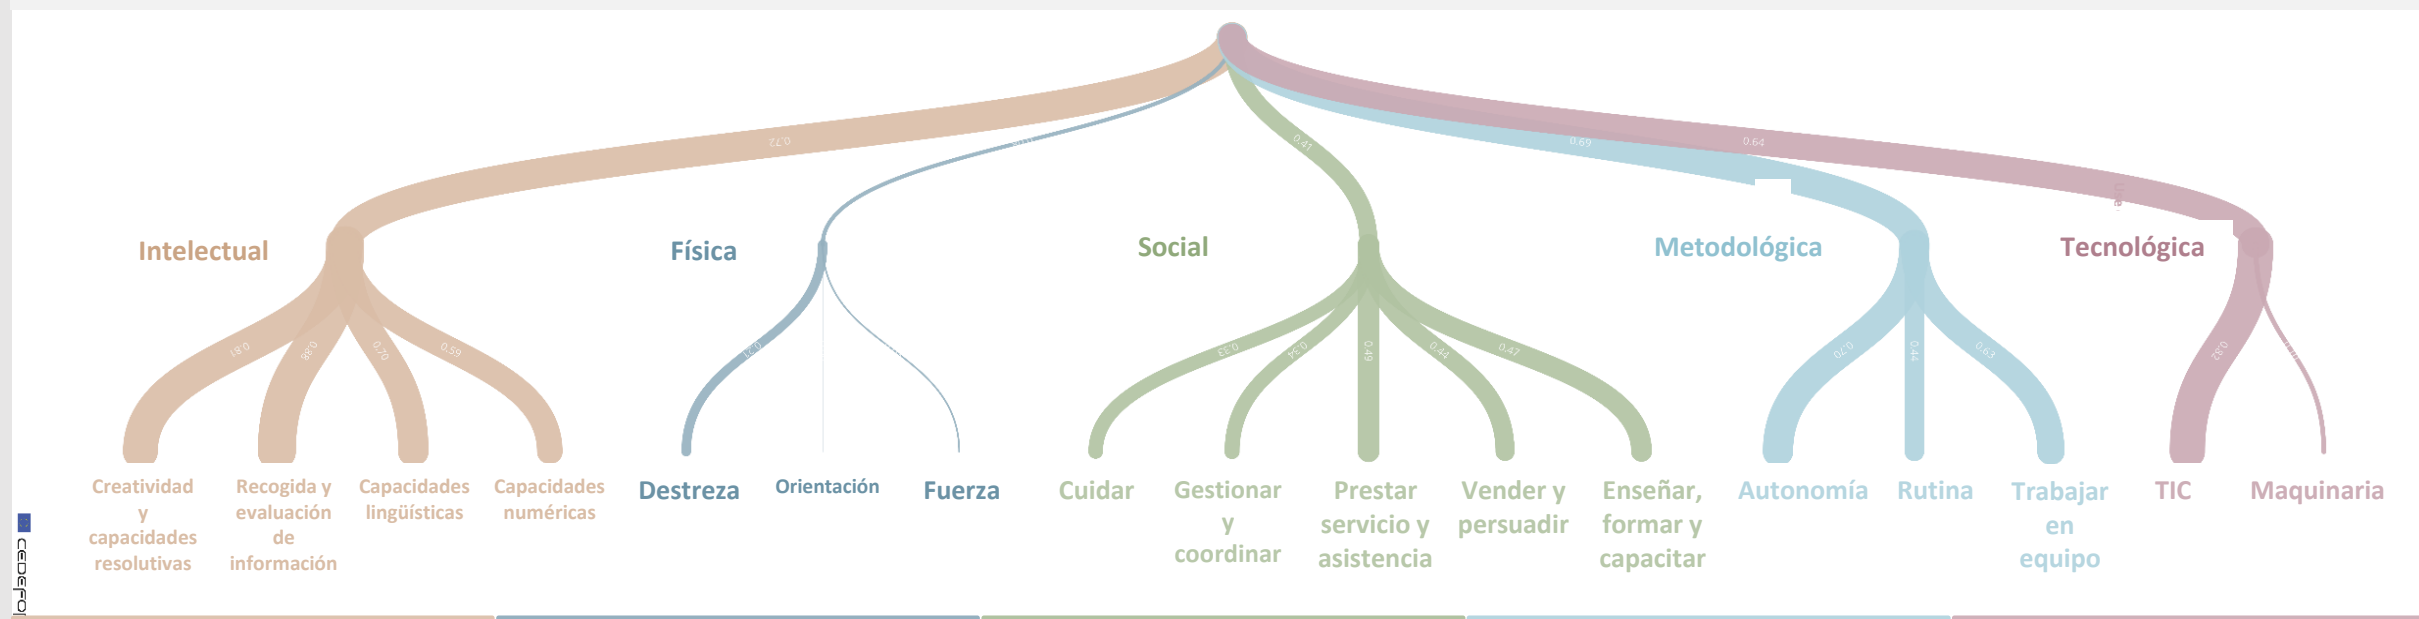 0.72
0.41
0.69
0.64
Intelectual
Física
Social
Metodológica
Tecnológica
0.81
0.88
0.70
0.59
0.21
0.33
0.34
0.49
0.44
0.47
0.70
0.44
0.63
0.82
Creatividad
y
capacidades
resolutivas
Recogida y
evaluación
de
información
Capacidades
lingüísticas
Capacidades
numéricas
Destreza
Orientación
Fuerza
Cuidar
Gestionar
y
coordinar
Prestar
servicio y
asistencia
Vender y
persuadir
Enseñar,
formar y
capacitar
Autonomía
Rutina
Trabajar
en
equipo
TIC
Maquinaria